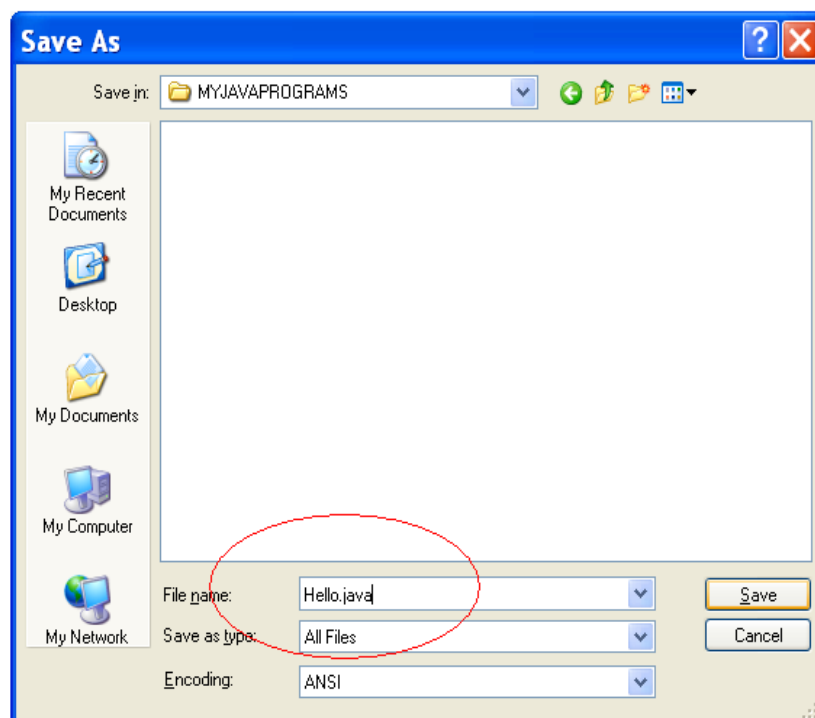 Save As
Save in: MYJAVAPROGRAMS
My Recent
Documents
Desktop
My Documents
My Computer
My Network
File name: Hello.java Save
Save as type: All Files Cancel
Encoding: ANSI